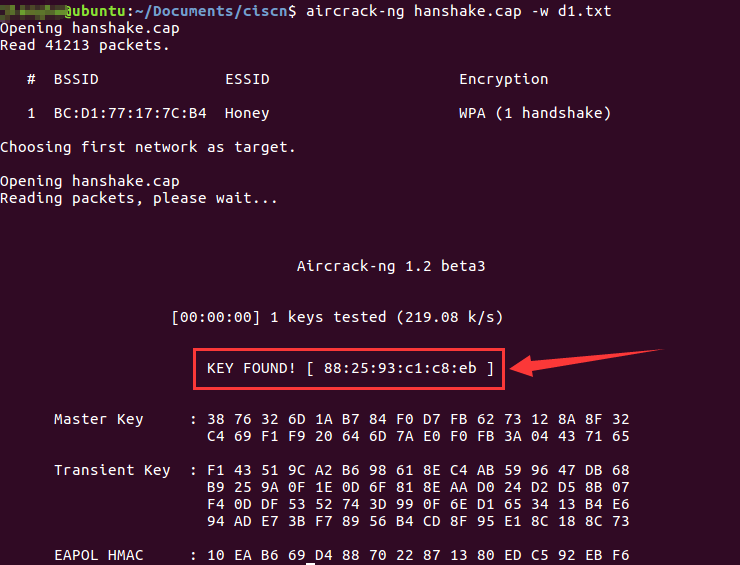 @ubuntu:~/Documents/ciscn$ aircrack-ng hanshake.cap -w d1.txt
Opening hanshake.cap
Read 41213 packets.
# BSSID ESSID Encryption
1 BC:D1:77:17:7C:B4 Honey WPA (1 handshake)
Choosing first network as target.
Opening hanshake.cap
Reading packets, please wait...
Aircrack-ng 1.2 beta3
[00:00:00] 1 keys tested (219.08 k/s)
KEY FOUND! [ 88:25:93:c1:c8:eb ]
Master Key : 38 76 32 6D 1A B7 84 F0 D7 FB 62 73 12 8A 8F 32
C4 69 F1 F9 20 64 6D 7A E0 F0 FB 3A 04 43 71 65
Transient Key : F1 43 51 9C A2 B6 98 61 8E C4 AB 59 96 47 DB 68
B9 25 9A 0F 1E 0D 6F 81 8E AA D0 24 D2 D5 8B 07
F4 0D DF 53 52 74 3D 99 0F 6E D1 65 34 13 B4 E6
94 AD E7 3B F7 89 56 B4 CD 8F 95 E1 8C 18 8C 73
EAPOL HMAC : 10 EA B6 69 D4 88 70 22 87 13 80 ED C5 92 EB F6